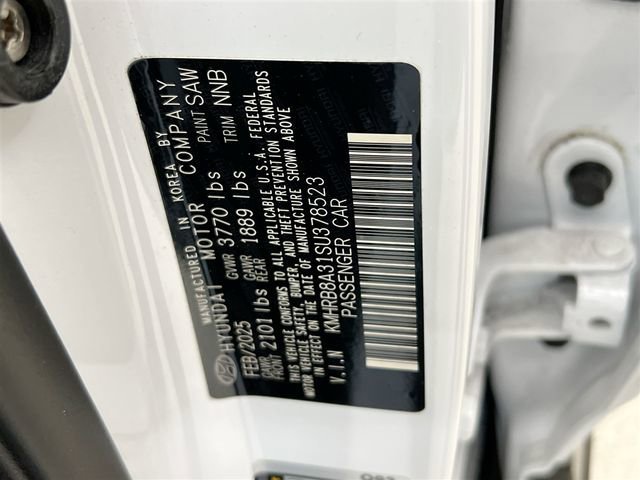 MANUFACTURED IN KOREA BY
HYUNDAI MOTOR COMPANY
FEB/2025 GVWR 3770 lbs PAINT SAW
GAWR FRONT 2101 lbs GAWR REAR 1889 lbs TRIM NNB
THIS VEHICLE CONFORMS TO ALL APPLICABLE U.S.A. FEDERAL
MOTOR VEHICLE SAFETY, BUMPER, AND THEFT PREVENTION STANDARDS
IN EFFECT ON THE DATE OF MANUFACTURE SHOWN ABOVE
V.I.N KMHRB8A31SU378523
PASSENGER CAR